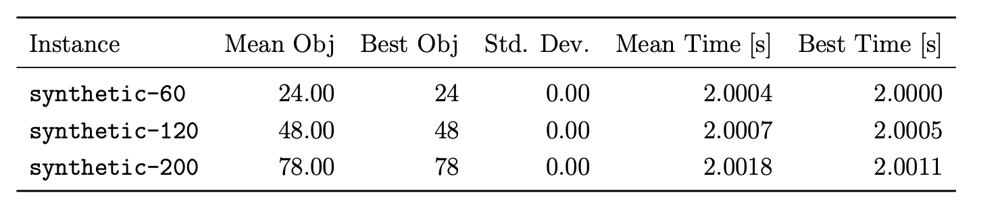 Instance Mean Obj Best Obj Std. Dev. Mean Time [s] Best Time [s]
synthetic-60 24.00 24 0.00 2.0004 2.0000
synthetic-120 48.00 48 0.00 2.0007 2.0005
synthetic-200 78.00 78 0.00 2.0018 2.0011